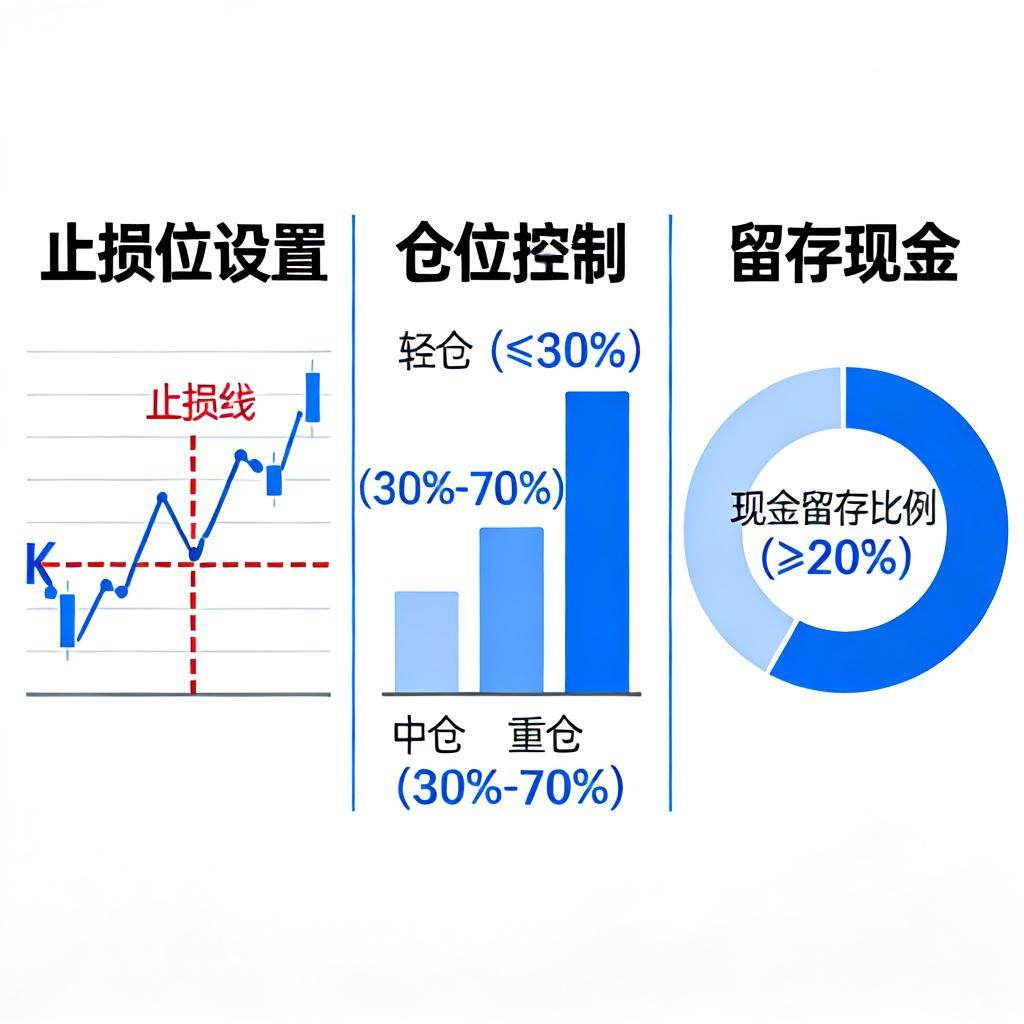 止损位设置
止损线
K
仓位控制
轻仓 (≤30%)
(30%-70%)
中仓 重仓
(30%-70%)
留存现金
现金留存比例
(≥20%)